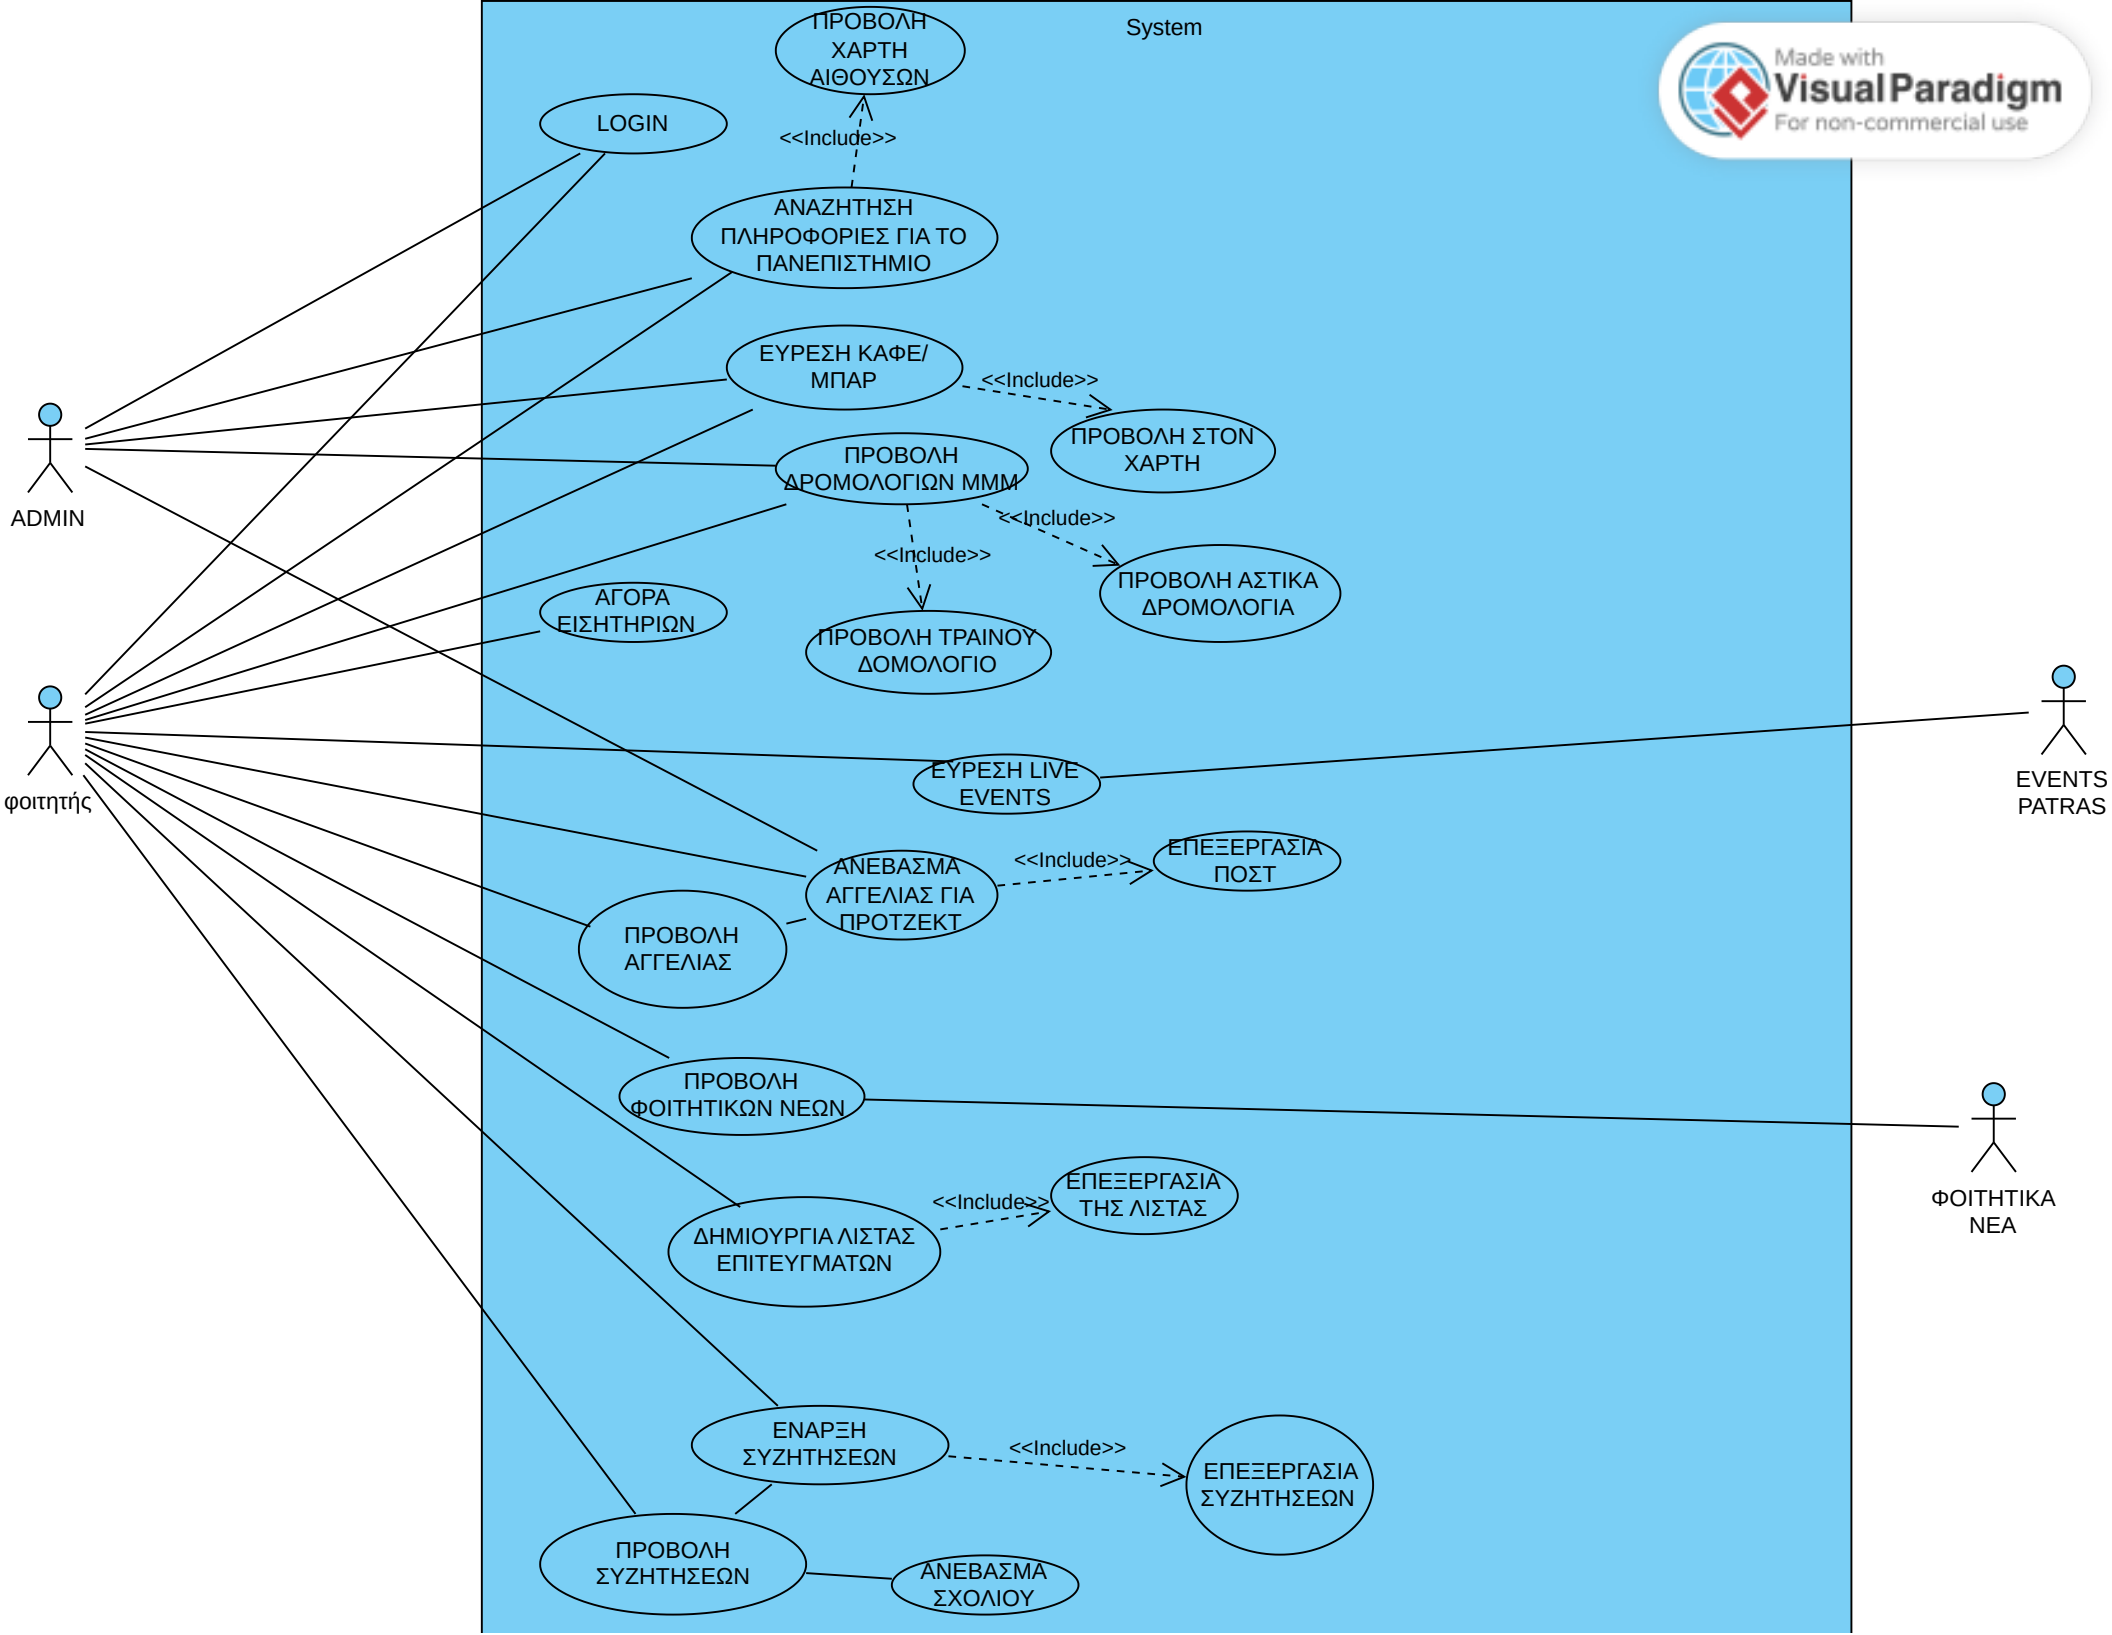 System
Made with
Visual Paradigm
For non-commercial use
ΠΡΟΒΟΛΗ
ΧΑΡΤΗ
ΑΙΘΟΥΣΩΝ
LOGIN
<<Include>>
ΑΝΑΖΗΤΗΣΗ
ΠΛΗΡΟΦΟΡΙΕΣ ΓΙΑ ΤΟ
ΠΑΝΕΠΙΣΤΗΜΙΟ
ΕΥΡΕΣΗ ΚΑΦΕ/
ΜΠΑΡ
<<Include>>
ΠΡΟΒΟΛΗ ΣΤΟΝ
ΧΑΡΤΗ
ΠΡΟΒΟΛΗ
ΔΡΟΜΟΛΟΓΙΩΝ ΜΜΜ
ADMIN
<<Include>>
<<Include>>
ΠΡΟΒΟΛΗ ΑΣΤΙΚΑ
ΔΡΟΜΟΛΟΓΙΑ
ΑΓΟΡΑ
ΕΙΣΗΤΗΡΙΩΝ
ΠΡΟΒΟΛΗ ΤΡΑΙΝΟΥ
ΔΟΜΟΛΟΓΙΟ
φοιτητής
ΕΥΡΕΣΗ LIVE
EVENTS
EVENTS
PATRAS
ΑΝΕΒΑΣΜΑ
ΑΓΓΕΛΙΑΣ ΓΙΑ
ΠΡΟΤΖΕΚΤ
<<Include>>
ΕΠΕΞΕΡΓΑΣΙΑ
ΠΟΣΤ
ΠΡΟΒΟΛΗ
ΑΓΓΕΛΙΑΣ
ΠΡΟΒΟΛΗ
ΦΟΙΤΗΤΙΚΩΝ ΝΕΩΝ
ΦΟΙΤΗΤΙΚΑ
ΝΕΑ
<<Include>>
ΕΠΕΞΕΡΓΑΣΙΑ
ΤΗΣ ΛΙΣΤΑΣ
ΔΗΜΙΟΥΡΓΙΑ ΛΙΣΤΑΣ
ΕΠΙΤΕΥΓΜΑΤΩΝ
ΕΝΑΡΞΗ
ΣΥΖΗΤΗΣΕΩΝ
<<Include>>
ΕΠΕΞΕΡΓΑΣΙΑ
ΣΥΖΗΤΗΣΕΩΝ
ΠΡΟΒΟΛΗ
ΣΥΖΗΤΗΣΕΩΝ
ΑΝΕΒΑΣΜΑ
ΣΧΟΛΙΟΥ